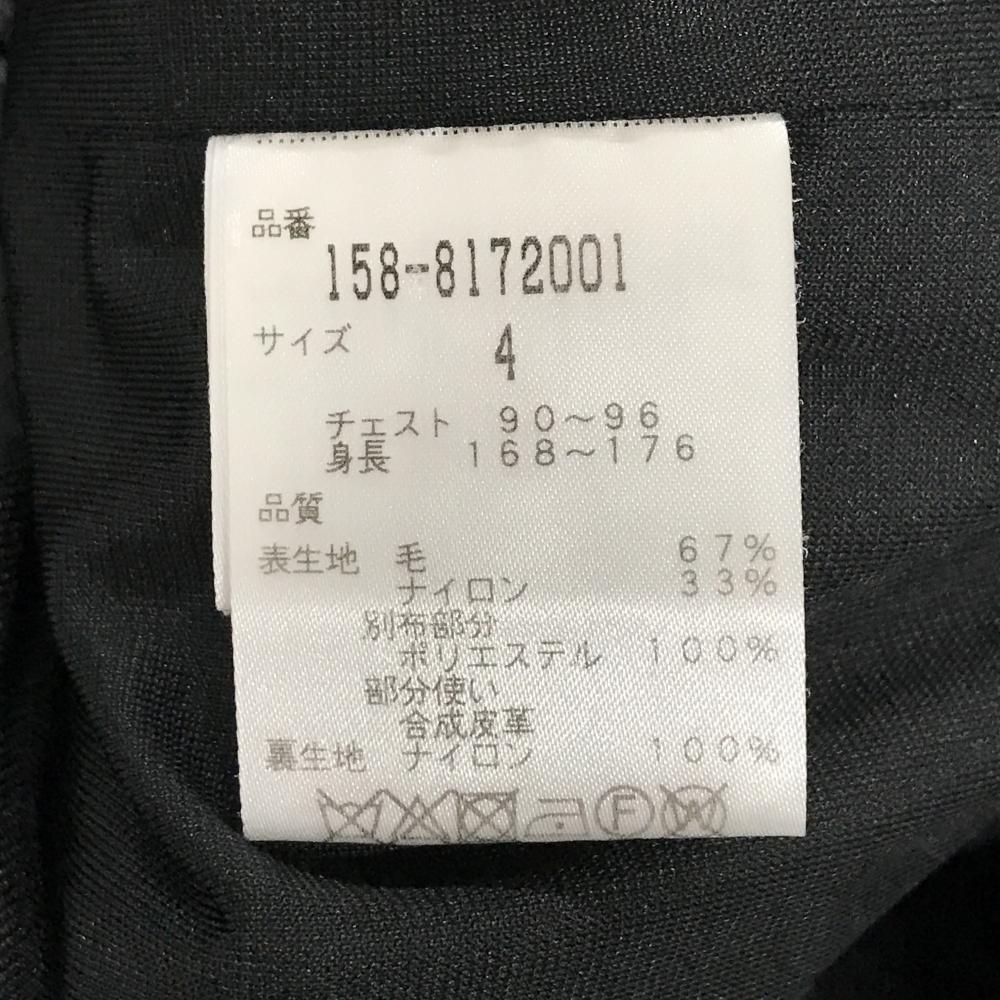 品番
158-8172001
サイズ 4
チェスト 90~96
身長 168~176
品質
表生地 毛 67%
ナイロン 33%
別布部分
ポリエステル 100%
部分使い
合成皮革
裏生地 ナイロン 100%
F W